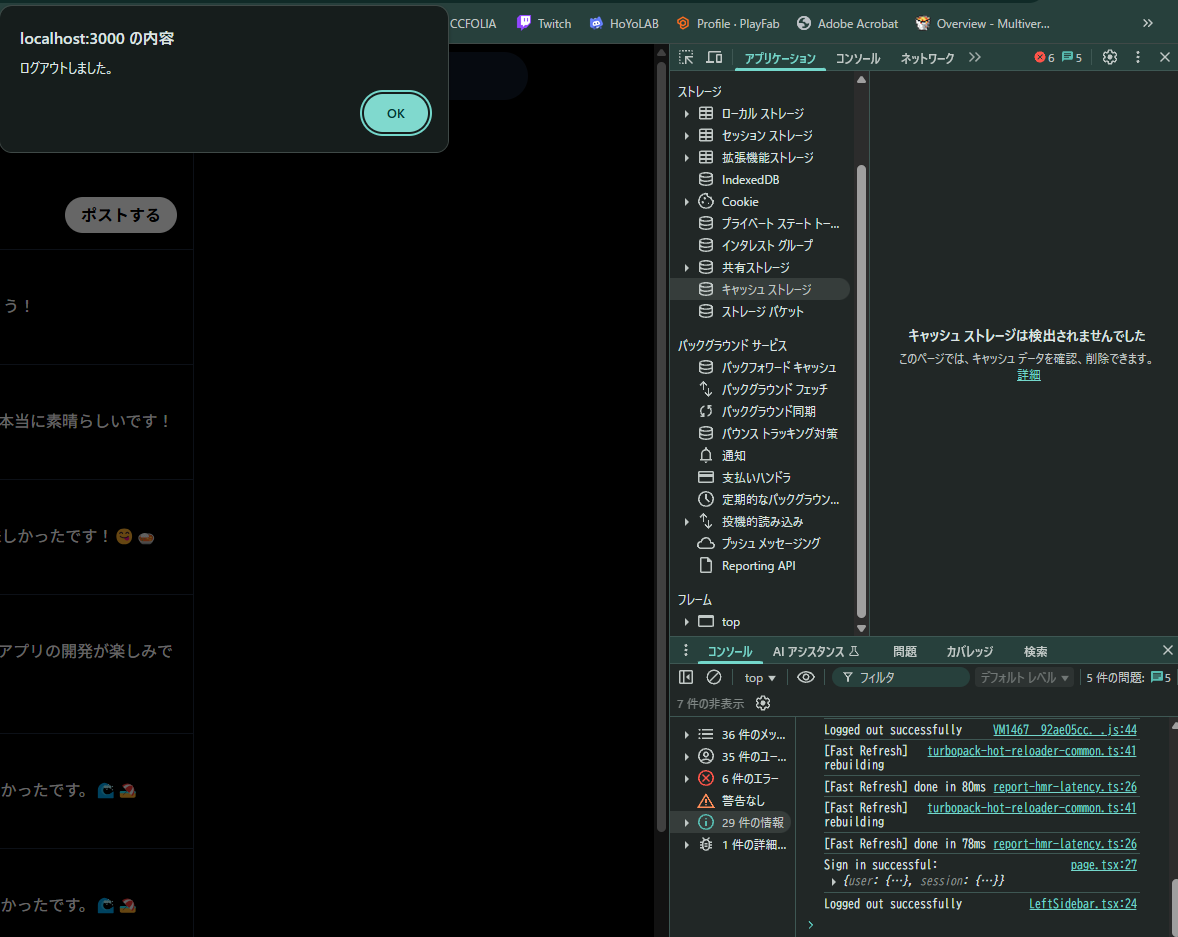 CCFOLIA Twitch HoYoLAB Profile · PlayFab Adobe Acrobat Overview - Multiver...
localhost:3000 の内容
ログアウトしました。
OK
ポストする
う！
本当に素晴らしいです！
しかったです！😋🍛
アプリの開発が楽しみで
かったです。🌊🏖️
かったです。🌊🏖️
アプリケーション コンソール ネットワーク 6 5
ストレージ
ローカル ストレージ
セッション ストレージ
拡張機能ストレージ
IndexedDB
Cookie
プライベート ステート トー...
インタレスト グループ
共有ストレージ
キャッシュ ストレージ
ストレージ バケット
バックグラウンド サービス
バックフォワード キャッシュ
バックグラウンド フェッチ
バックグラウンド同期
バウンス トラッキング対策
通知
支払いハンドラ
定期的なバックグラウン...
投機的読み込み
プッシュ メッセージング
Reporting API
フレーム
top
キャッシュ ストレージは検出されませんでした
このページでは、キャッシュ データを確認、削除できます。
詳細
コンソール AI アシスタンス 問題 カバレッジ 検索
top フィルタ デフォルト レベル 5 件の問題: 5
7 件の非表示
36 件のメッ...
35 件のユー...
6 件のエラー
警告なし
29 件の情報
1 件の詳細...
Logged out successfully VM1467 92ae05cc. .js:44
[Fast Refresh] turbopack-hot-reloader-common.ts:41
rebuilding
[Fast Refresh] done in 80ms report-hmr-latency.ts:26
[Fast Refresh] turbopack-hot-reloader-common.ts:41
rebuilding
[Fast Refresh] done in 78ms report-hmr-latency.ts:26
Sign in successful: page.tsx:27
{user: {…}, session: {…}}
Logged out successfully LeftSidebar.tsx:24